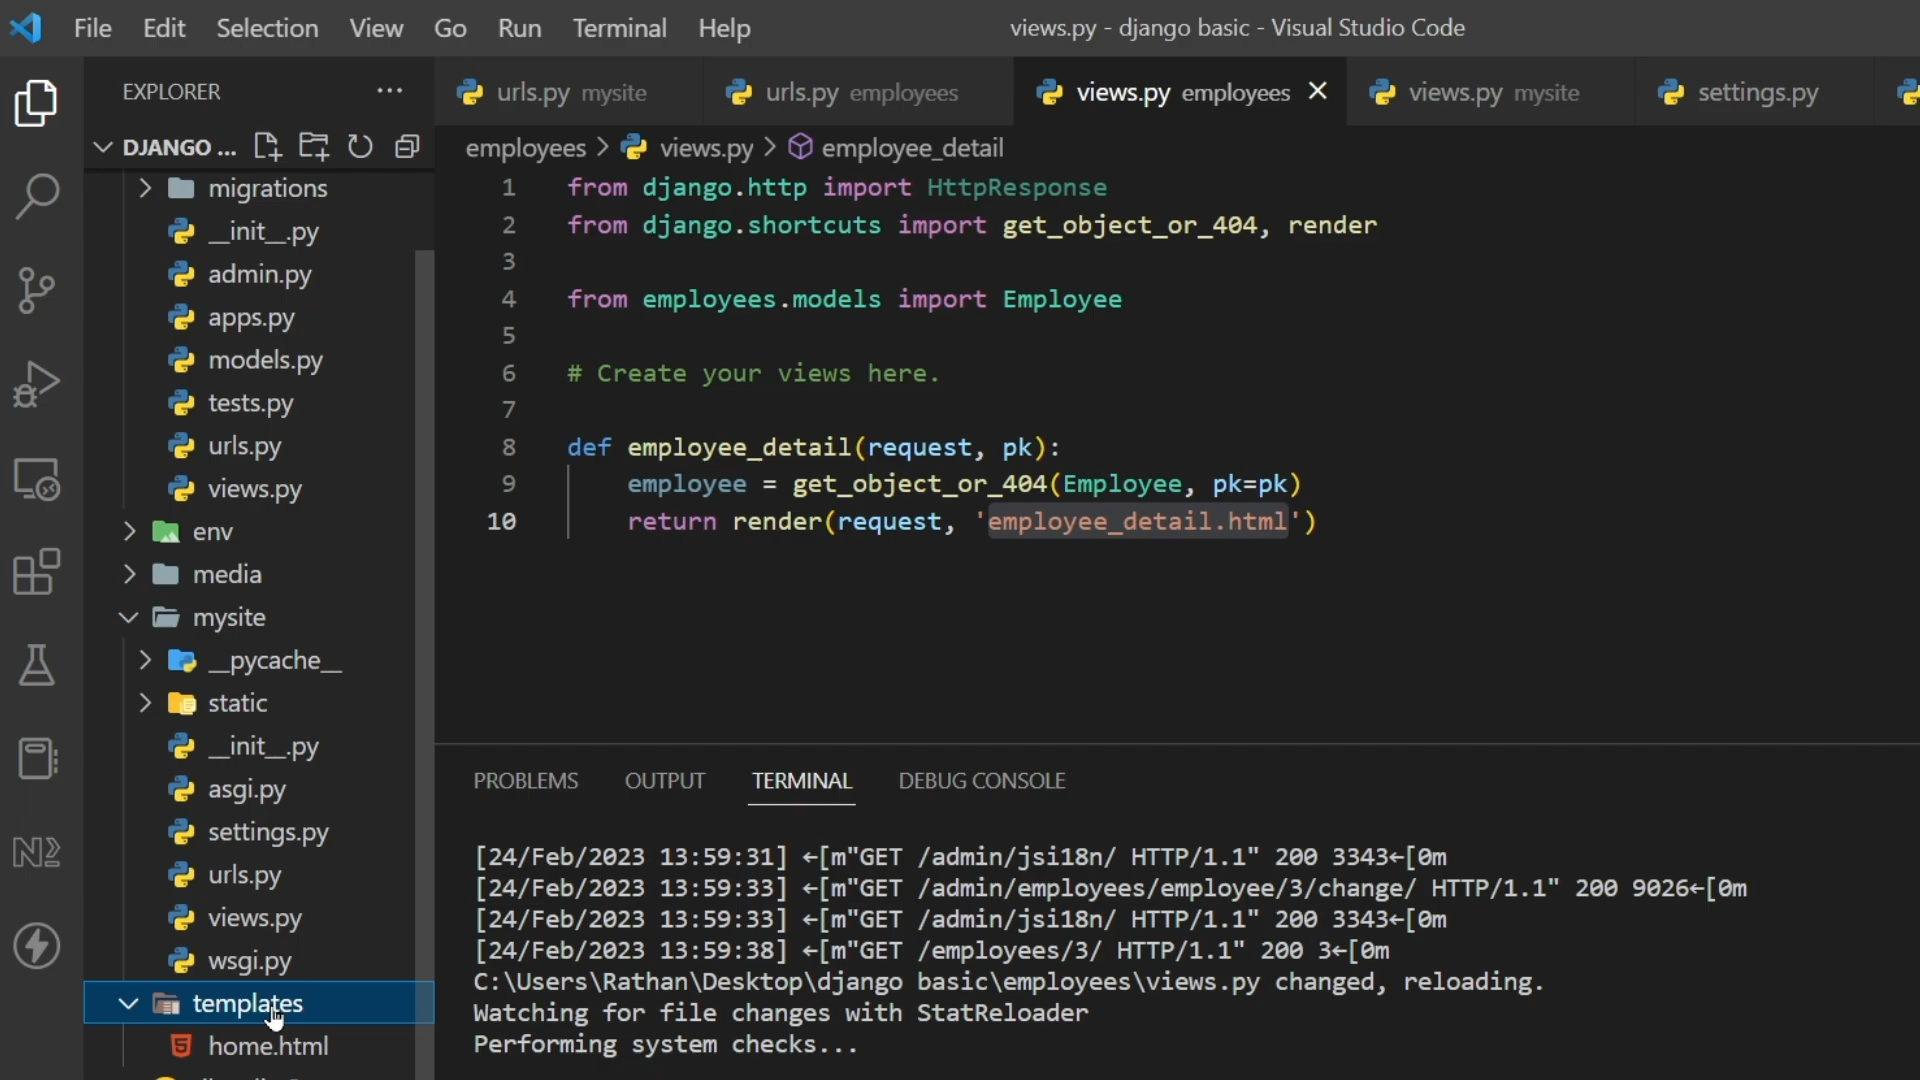 File Edit Selection View Go Run Terminal Help
views.py - django basic - Visual Studio Code
EXPLORER ...
DJANGO ...
migrations
__init__.py
admin.py
apps.py
models.py
tests.py
urls.py
views.py
env
media
mysite
__pycache__
static
__init__.py
asgi.py
settings.py
urls.py
views.py
wsgi.py
templates
home.html
urls.py mysite
urls.py employees
views.py employees
views.py mysite
settings.py
employees > views.py > employee_detail
1 from django.http import HttpResponse
2 from django.shortcuts import get_object_or_404, render
3
4 from employees.models import Employee
5
6 # Create your views here.
7
8 def employee_detail(request, pk):
9 employee = get_object_or_404(Employee, pk=pk)
10 return render(request, 'employee_detail.html')
PROBLEMS OUTPUT TERMINAL DEBUG CONSOLE
[24/Feb/2023 13:59:31] ←[m"GET /admin/jsi18n/ HTTP/1.1" 200 3343←[0m
[24/Feb/2023 13:59:33] ←[m"GET /admin/employees/employee/3/change/ HTTP/1.1" 200 9026←[0m
[24/Feb/2023 13:59:33] ←[m"GET /admin/jsi18n/ HTTP/1.1" 200 3343←[0m
[24/Feb/2023 13:59:38] ←[m"GET /employees/3/ HTTP/1.1" 200 3←[0m
C:\Users\Rathan\Desktop\django basic\employees\views.py changed, reloading.
Watching for file changes with StatReloader
Performing system checks...